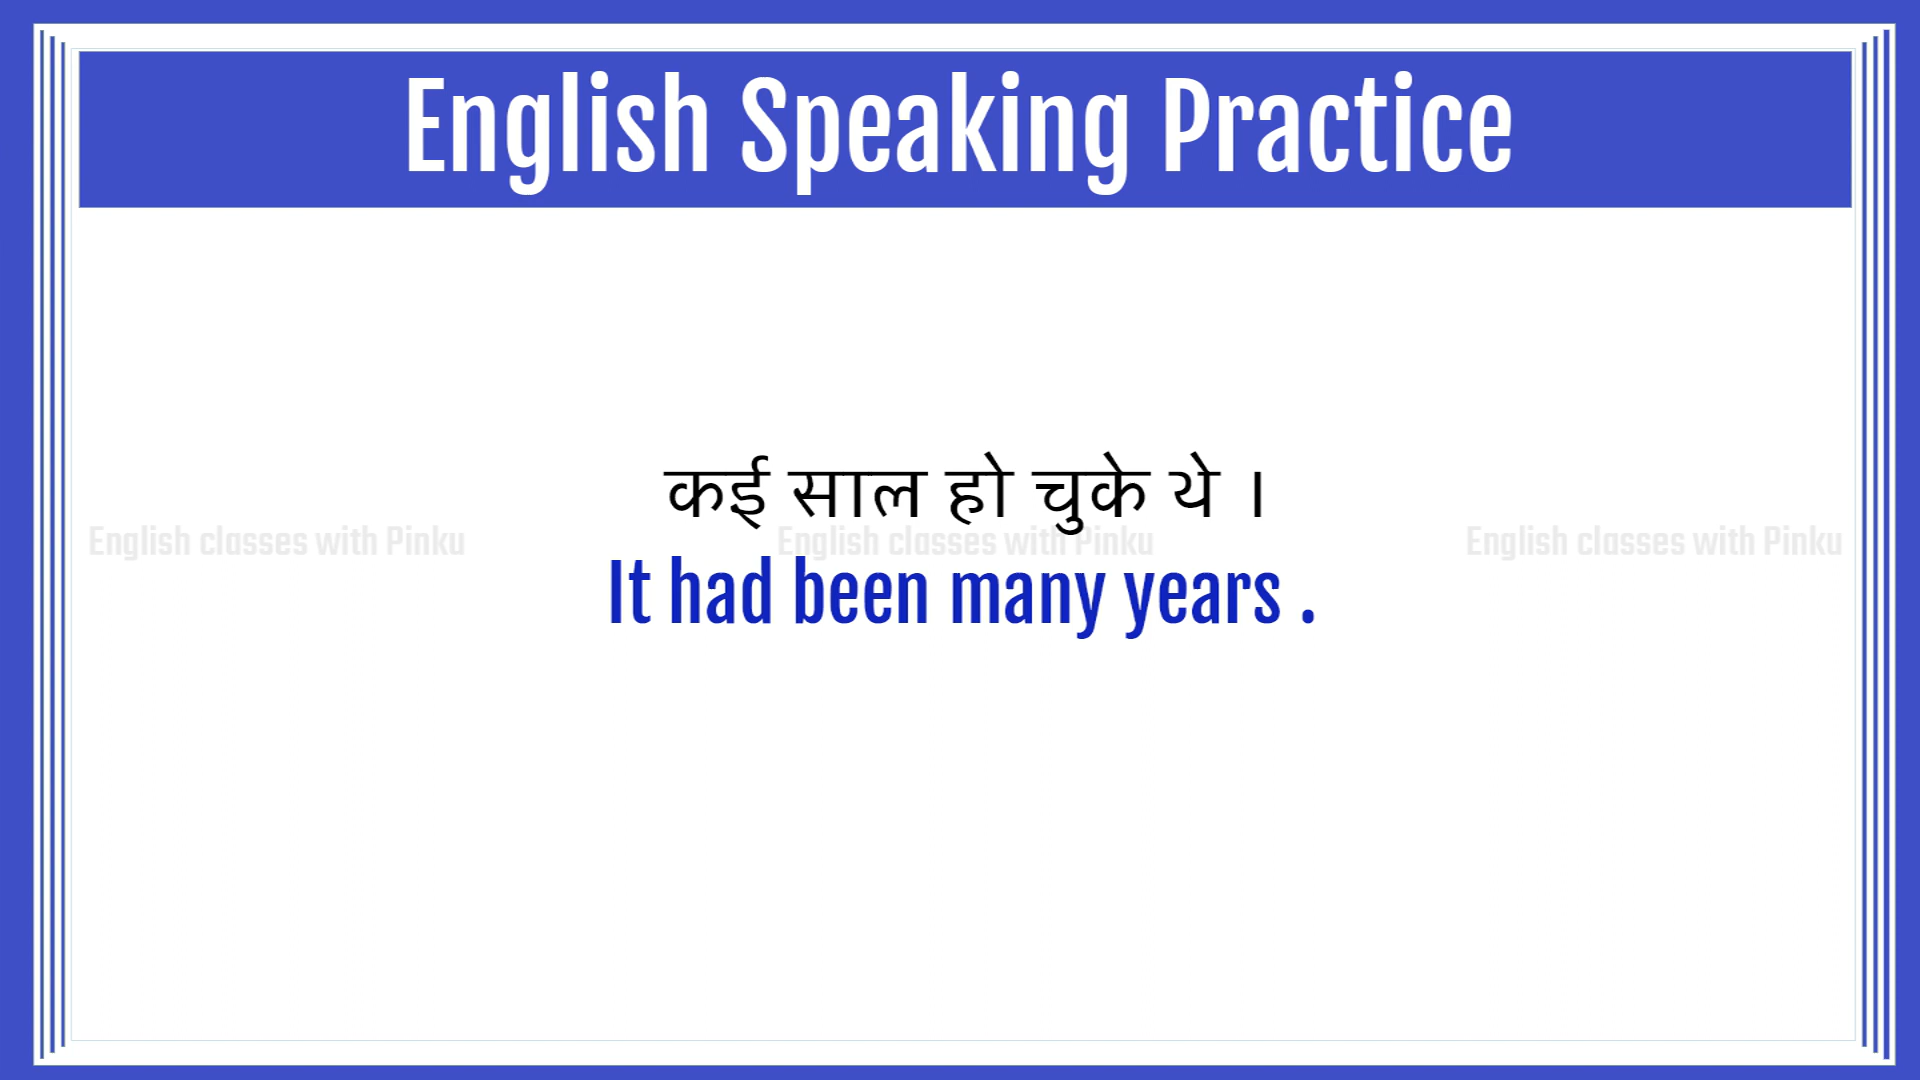 English Speaking Practice
कई साल हो चुके थे ।
English classes with Pinku English classes with Pinku English classes with Pinku
It had been many years .